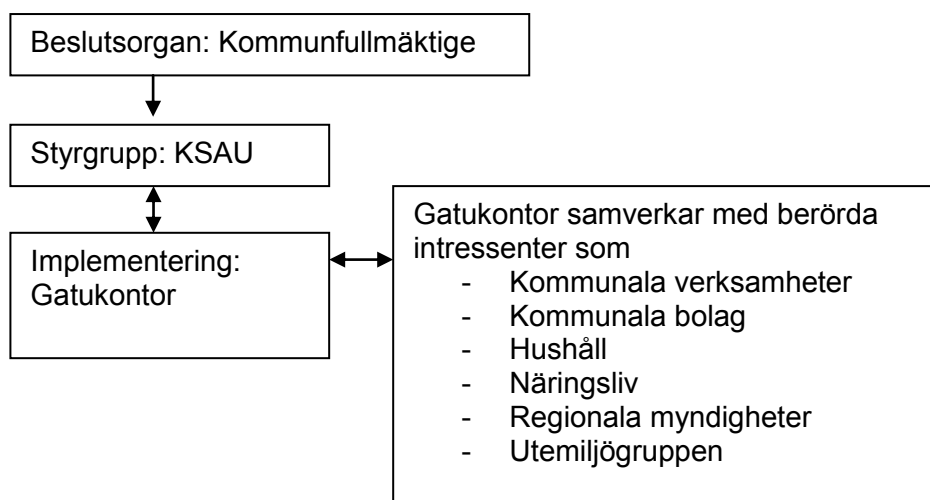 Beslutsorgan: Kommunfullmäktige
Styrgrupp: KSAU
Implementering:
Gatukontor
Gatukontor samverkar med berörda
intressenter som
- Kommunala verksamheter
- Kommunala bolag
- Hushåll
- Näringsliv
- Regionala myndigheter
- Utemiljögruppen